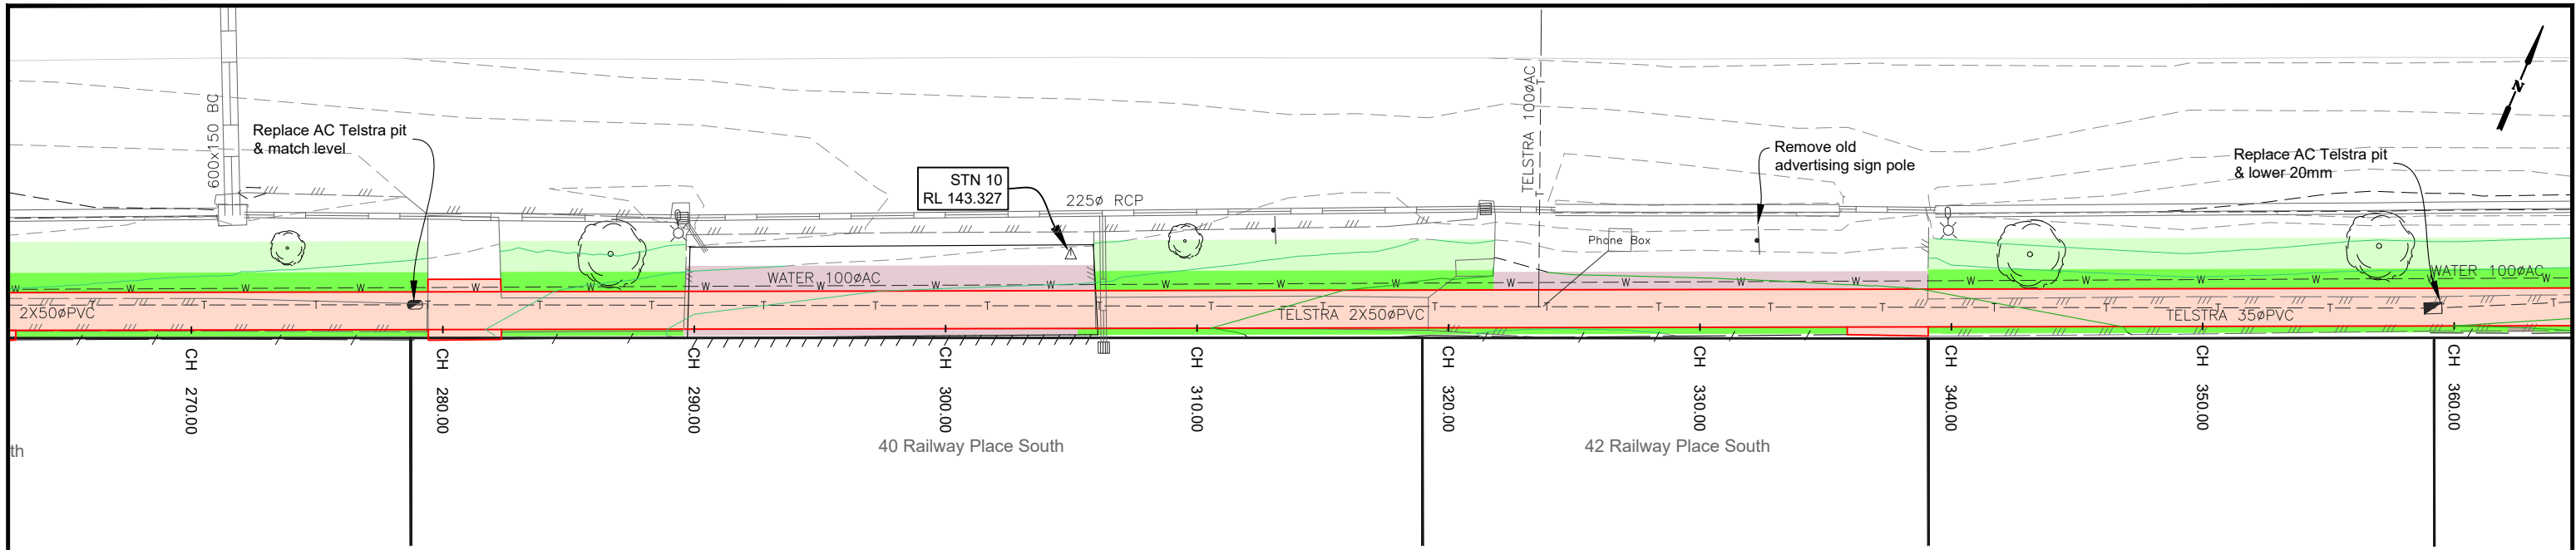 600x150 BC
Replace AC Telstra pit
& match level
STN 10
RL 143.327
225ø RCP
TELSTRA 100øAC
T
T
Remove old
advertising sign pole
Replace AC Telstra pit
& lower 20mm
N
Phone Box
WATER 100øAC
WATER 100øAC
W W W W W W W W W W W W W W W W W W W W
T T T T T T T T T T T T T
2X50øPVC
TELSTRA 2X50øPVC
TELSTRA 35øPVC
CH 270.00
CH 280.00
CH 290.00
CH 300.00
CH 310.00
CH 320.00
CH 330.00
CH 340.00
CH 350.00
CH 360.00
th
40 Railway Place South
42 Railway Place South